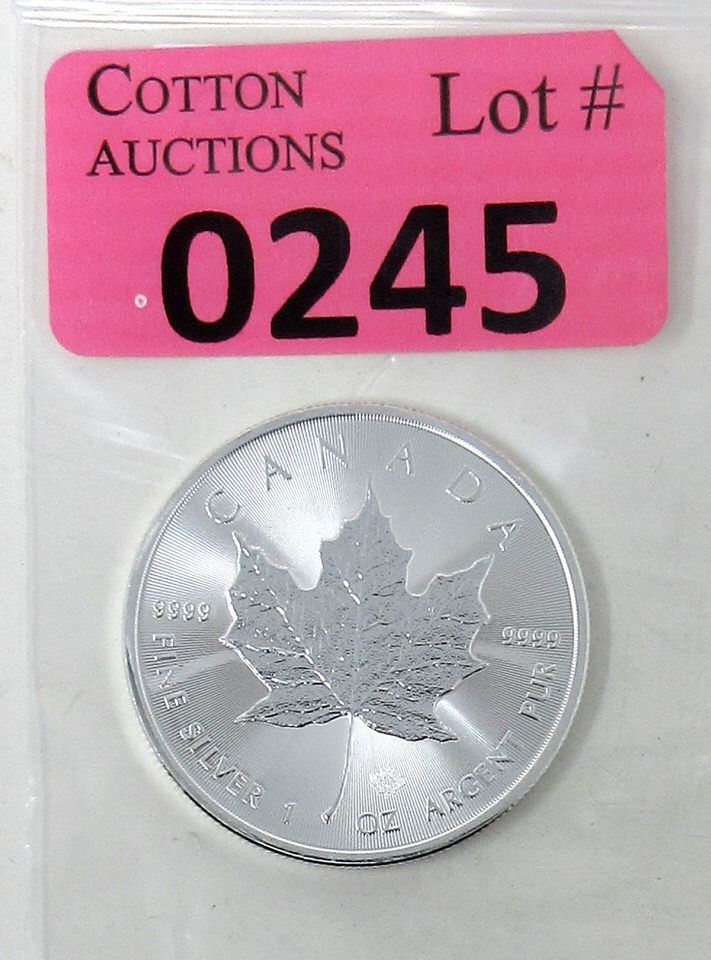 COTTON
AUCTIONS
Lot #
0245
CANADA
9999
9999
FINE SILVER 1 OZ ARGENT PUR